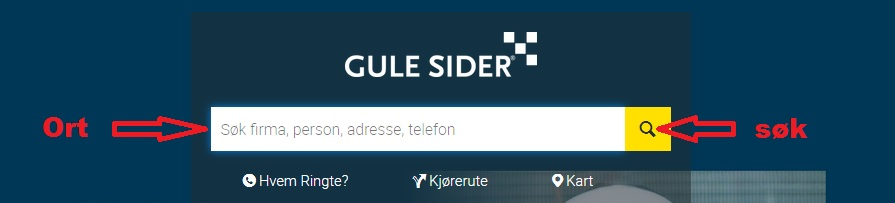 GULE SIDER®
Ort Søk firma, person, adresse, telefon søk
Hvem Ringte? Kjørerute Kart